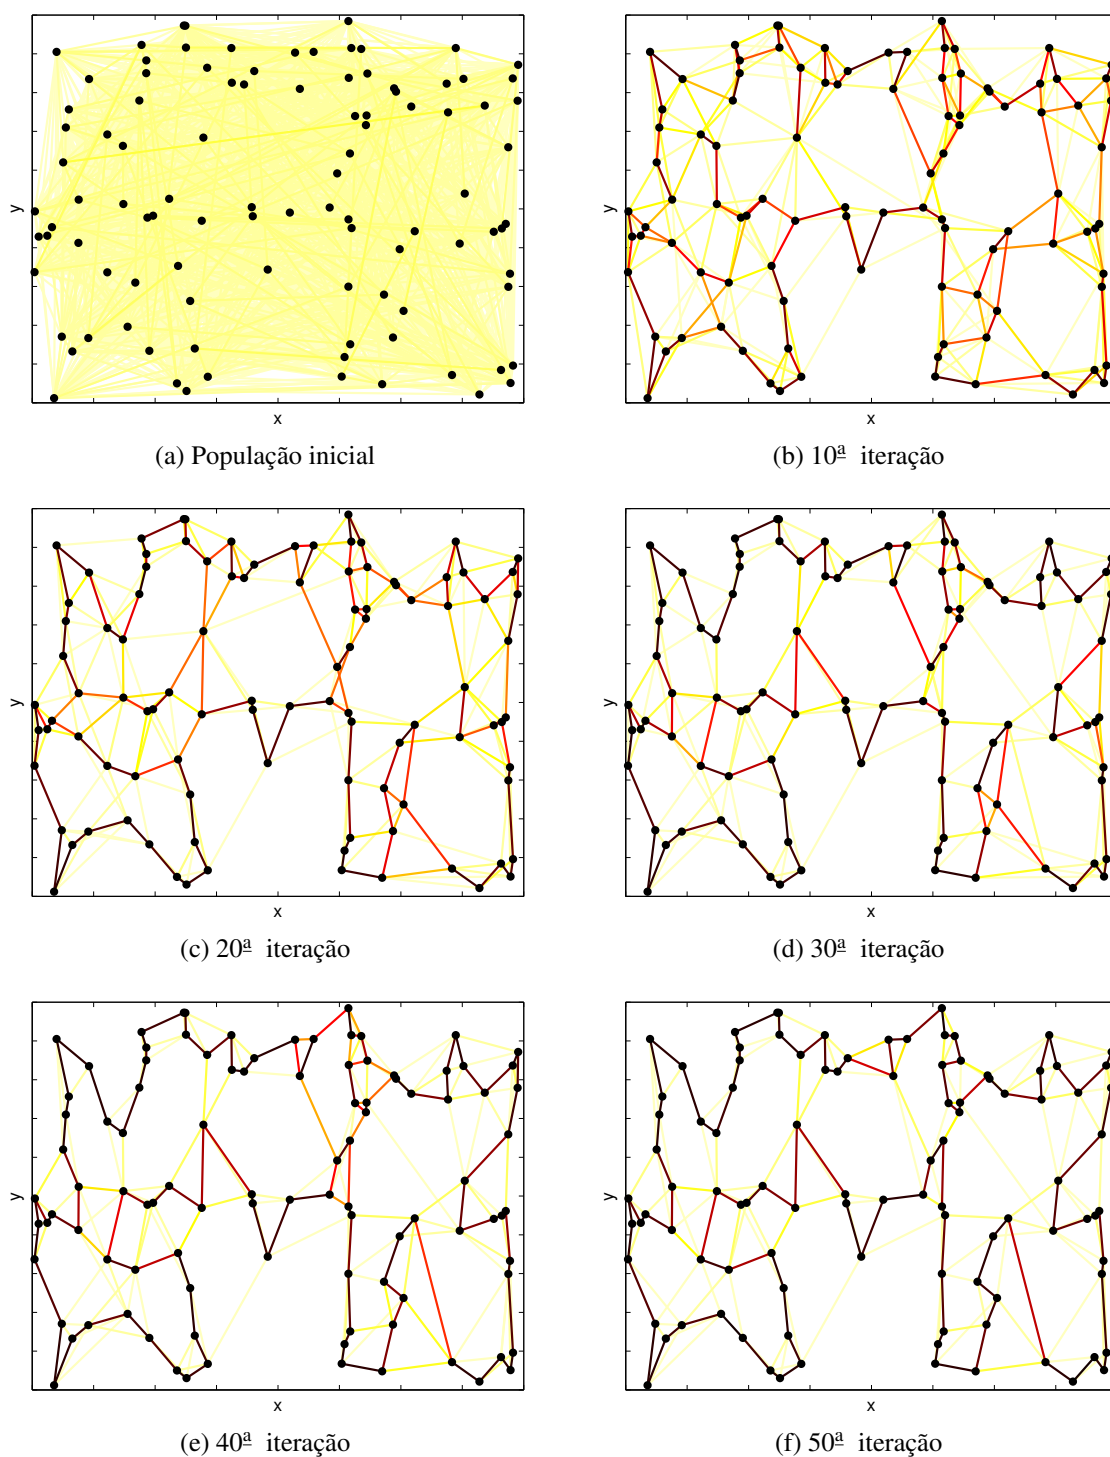 y
y
x
x
(a) População inicial
(b) 10ª iteração
y
y
x
x
(c) 20ª iteração
(d) 30ª iteração
y
y
x
x
(e) 40ª iteração
(f) 50ª iteração